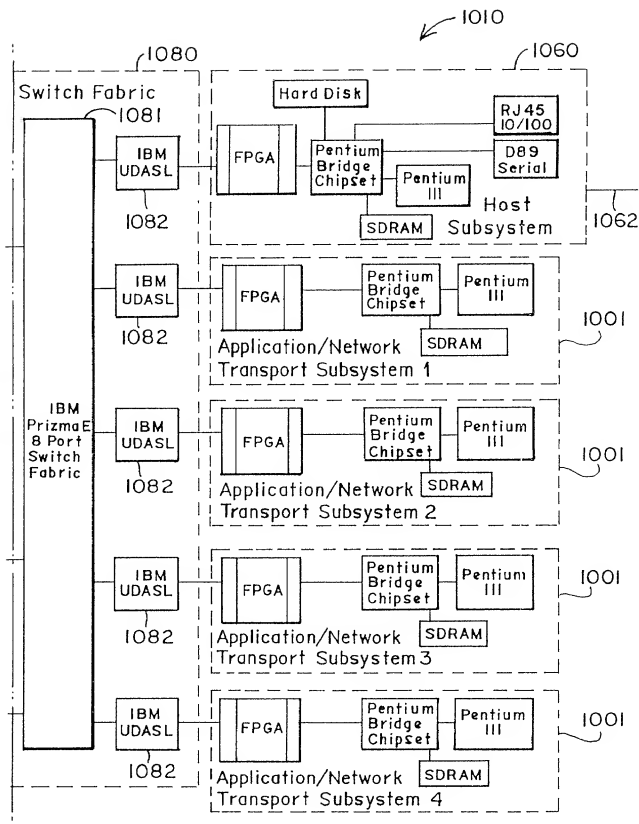 1010
1080
1060
Switch Fabric
1081
Hard Disk
RJ45
10/100
IBM
UDASL
FPGA
Pentium
Bridge
Chipset
D89
Serial
Pentium
III
Host
Subsystem
1082
SDRAM
1062
IBM
UDASL
FPGA
Pentium
Bridge
Chipset
Pentium
III
1082
SDRAM
Application/Network
Transport Subsystem 1
1001
IBM
PrizmaE
8 Port
Switch
Fabric
IBM
UDASL
FPGA
Pentium
Bridge
Chipset
Pentium
III
1082
SDRAM
Application/Network
Transport Subsystem 2
1001
IBM
UDASL
FPGA
Pentium
Bridge
Chipset
Pentium
III
1082
SDRAM
Application/Network
Transport Subsystem 3
1001
IBM
UDASL
FPGA
Pentium
Bridge
Chipset
Pentium
III
1082
SDRAM
Application/Network
Transport Subsystem 4
1001